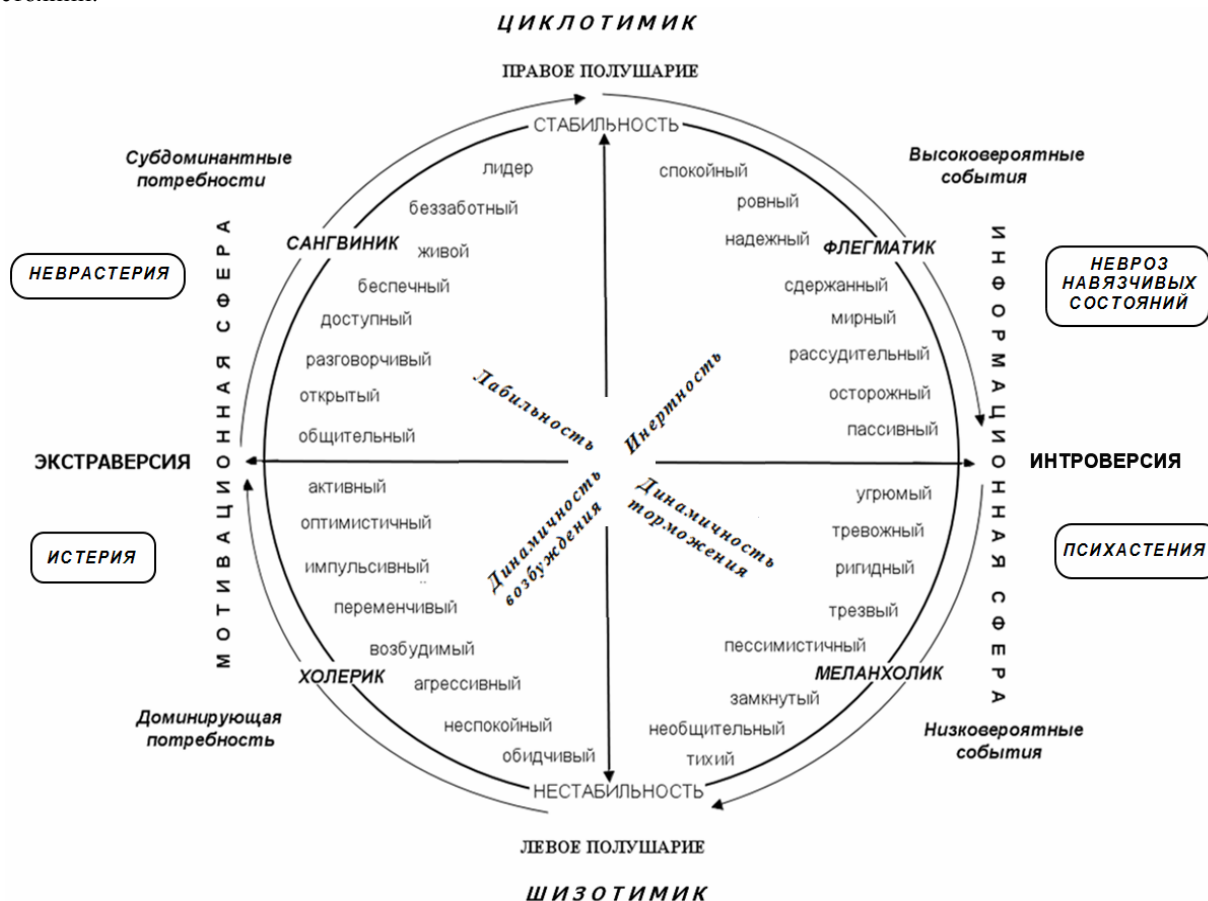 ЦИКЛОТИМИК
ПРАВОЕ ПОЛУШАРИЕ
СТАБИЛЬНОСТЬ
Субдоминантные
потребности
Высоковероятные
события
лидер
беззаботный
САНГВИНИК
живой
беспечный
доступный
разговорчивый
открытый
общительный
спокойный
ровный
надежный
ФЛЕГМАТИК
сдержанный
мирный
рассудительный
осторожный
пассивный
НЕВРАСТЕРИЯ
НЕВРОЗ
НАВЯЗЧИВЫХ
СОСТОЯНИЙ
МОТИВАЦИОННАЯ СФЕРА
ИНФОРМАЦИОННАЯ СФЕРА
Лабильность
Инертность
ЭКСТРАВЕРСИЯ
ИНТРОВЕРСИЯ
Динамичность
возбуждения
Динамичность
торможения
ИСТЕРИЯ
ПСИХАСТЕНИЯ
активный
оптимистичный
импульсивный
переменчивый
возбудимый
ХОЛЕРИК
агрессивный
неспокойный
обидчивый
угрюмый
тревожный
ригидный
трезвый
пессимистичный
МЕЛАНХОЛИК
замкнутый
необщительный
тихий
Доминирующая
потребность
Низковероятные
события
НЕСТАБИЛЬНОСТЬ
ЛЕВОЕ ПОЛУШАРИЕ
ШИЗОТИМИК